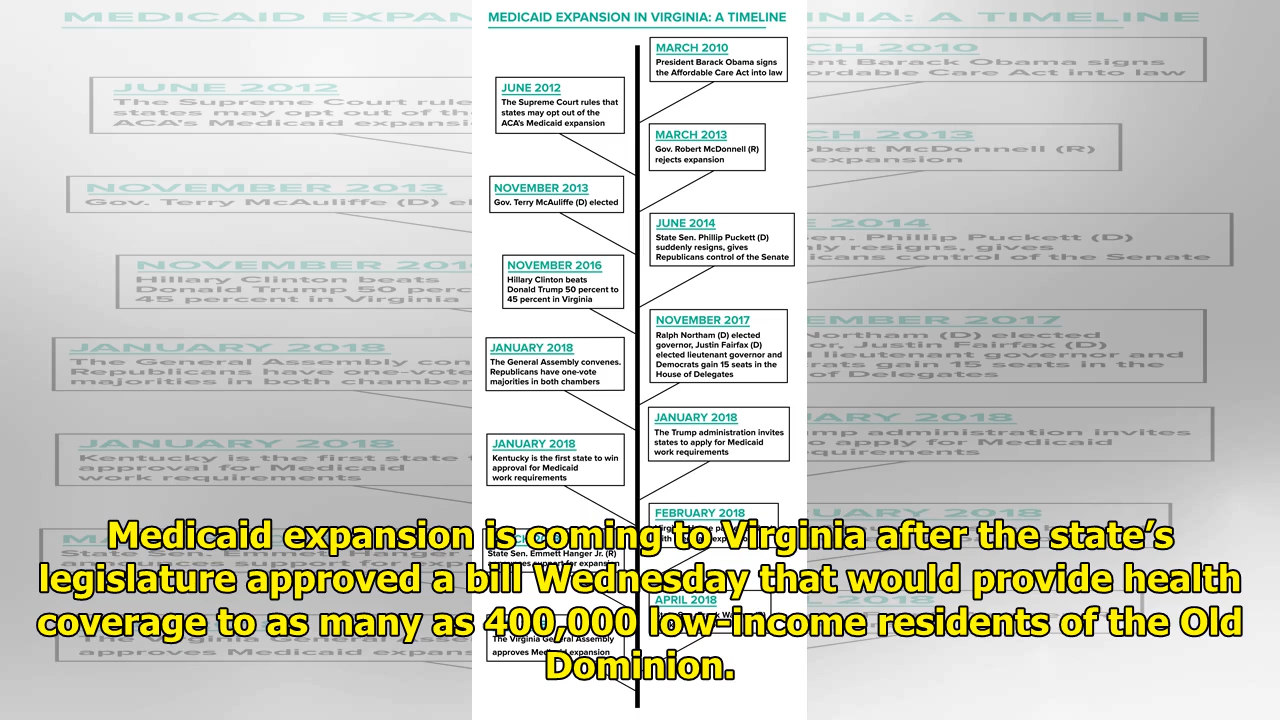 MEDICAID EXPANSION IN VIRGINIA: A TIMELINE
MARCH 2010
President Barack Obama signs
the Affordable Care Act into law
JUNE 2012
The Supreme Court rules that
states may opt out of the
ACA's Medicaid expansion
MARCH 2013
Gov. Robert McDonnell (R)
rejects expansion
NOVEMBER 2013
Gov. Terry McAuliffe (D) elected
JUNE 2014
State Sen. Phillip Puckett (D)
suddenly resigns, gives
Republicans control of the Senate
NOVEMBER 2016
Hillary Clinton beats
Donald Trump 50 percent to
45 percent in Virginia
NOVEMBER 2017
Ralph Northam (D) elected
governor, Justin Fairfax (D)
elected lieutenant governor and
Democrats gain 15 seats in the
House of Delegates
JANUARY 2018
The General Assembly convenes.
Republicans have one-vote
majorities in both chambers
JANUARY 2018
The Trump administration invites
states to apply for Medicaid
work requirements
JANUARY 2018
Kentucky is the first state to win
approval for Medicaid
work requirements
FEBRUARY 2018
State Sen. Emmett Hanger Jr. (R)
APRIL 2018
The Virginia General Assembly
approves Medicaid expansion
Medicaid expansion is coming to Virginia after the state’s
legislature approved a bill Wednesday that would provide health
coverage to as many as 400,000 low-income residents of the Old
Dominion.